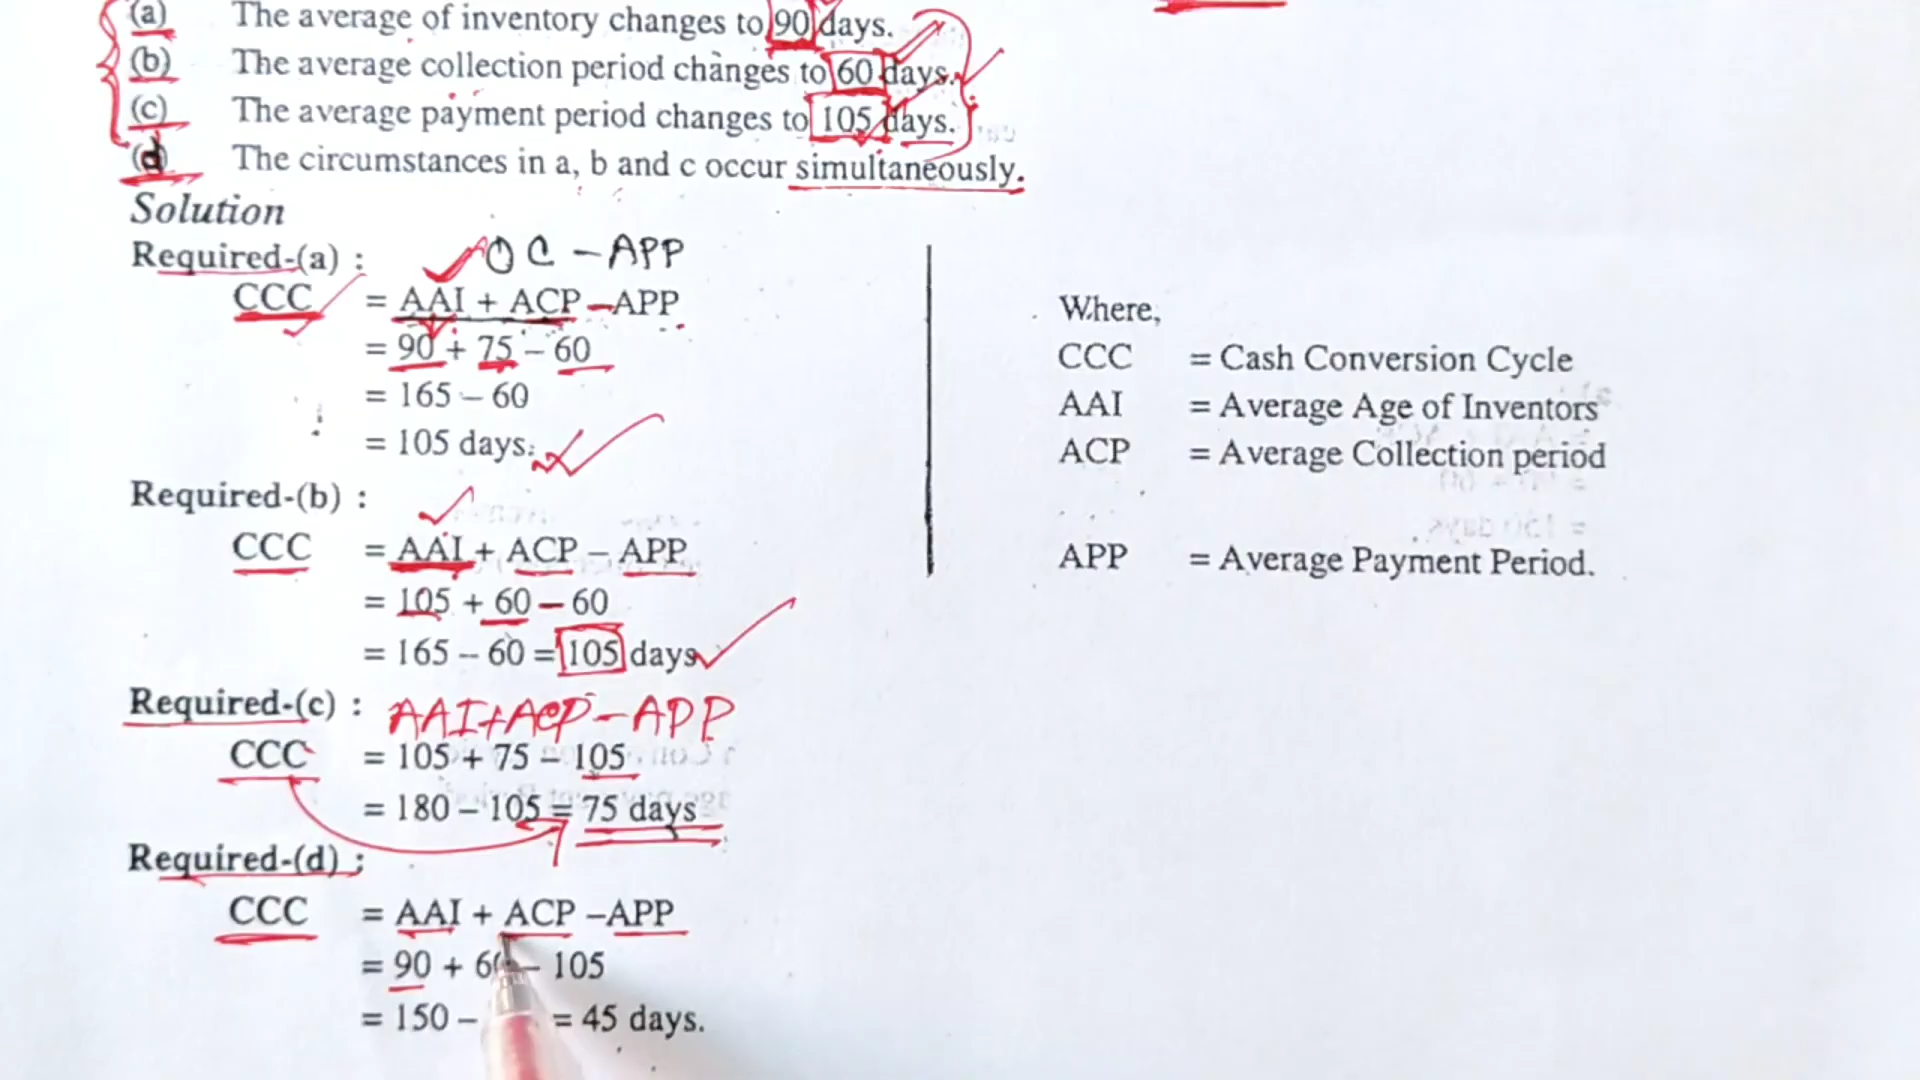 (a) The average of inventory changes to 90 days.
(b) The average collection period changes to 60 days.
(c) The average payment period changes to 105 days.
(d) The circumstances in a, b and c occur simultaneously.
Solution
Required-(a) : OC - APP
CCC = AAI + ACP - APP
= 90 + 75 - 60
= 165 - 60
= 105 days.
Required-(b) :
CCC = AAI + ACP - APP
= 105 + 60 - 60
= 165 - 60 = 105 days
Required-(c) : AAI+ACP-APP
CCC = 105 + 75 - 105
= 180 - 105 = 75 days
Required-(d) :
CCC = AAI + ACP -APP
= 90 + - 105
= 150 - = 45 days.
Where,
CCC = Cash Conversion Cycle
AAI = Average Age of Inventors
ACP = Average Collection period
APP = Average Payment Period.